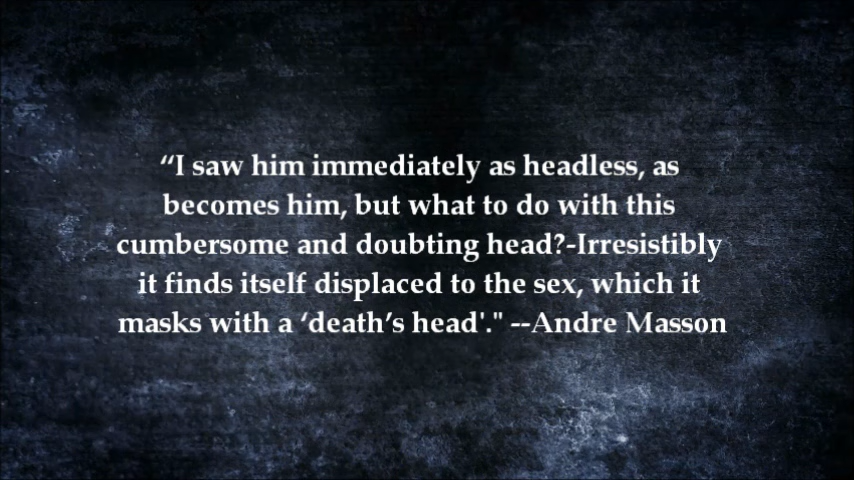 “I saw him immediately as headless, as
becomes him, but what to do with this
cumbersome and doubting head?-Irresistibly
it finds itself displaced to the sex, which it
masks with a ‘death’s head'." --Andre Masson